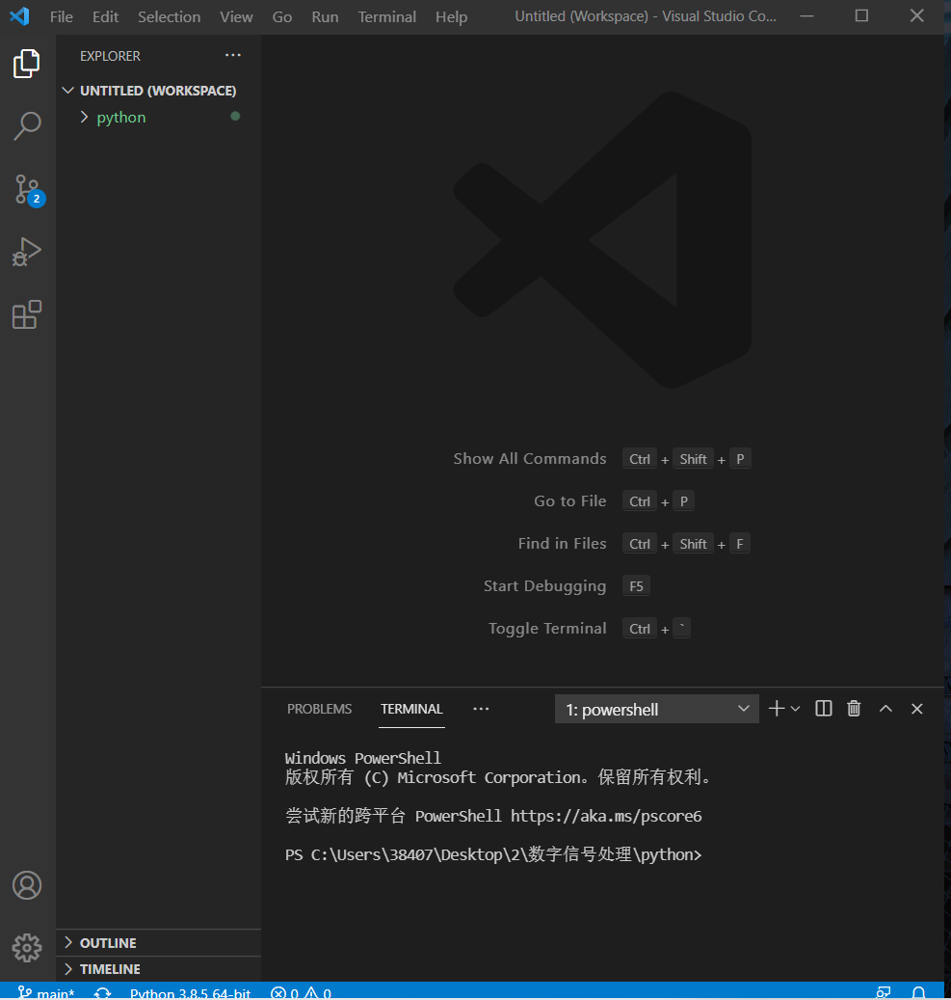 File Edit Selection View Go Run Terminal Help Untitled (Workspace) - Visual Studio Co...
EXPLORER
UNTITLED (WORKSPACE)
python
2
Show All Commands Ctrl + Shift + P
Go to File Ctrl + P
Find in Files Ctrl + Shift + F
Start Debugging F5
Toggle Terminal Ctrl + `
PROBLEMS TERMINAL ··· 1: powershell
Windows PowerShell
版权所有 (C) Microsoft Corporation。保留所有权利。
尝试新的跨平台 PowerShell https://aka.ms/pscore6
PS C:\Users\38407\Desktop\2\数字信号处理\python>
OUTLINE
TIMELINE
main* Python 3.8.5 64-bit 0 0